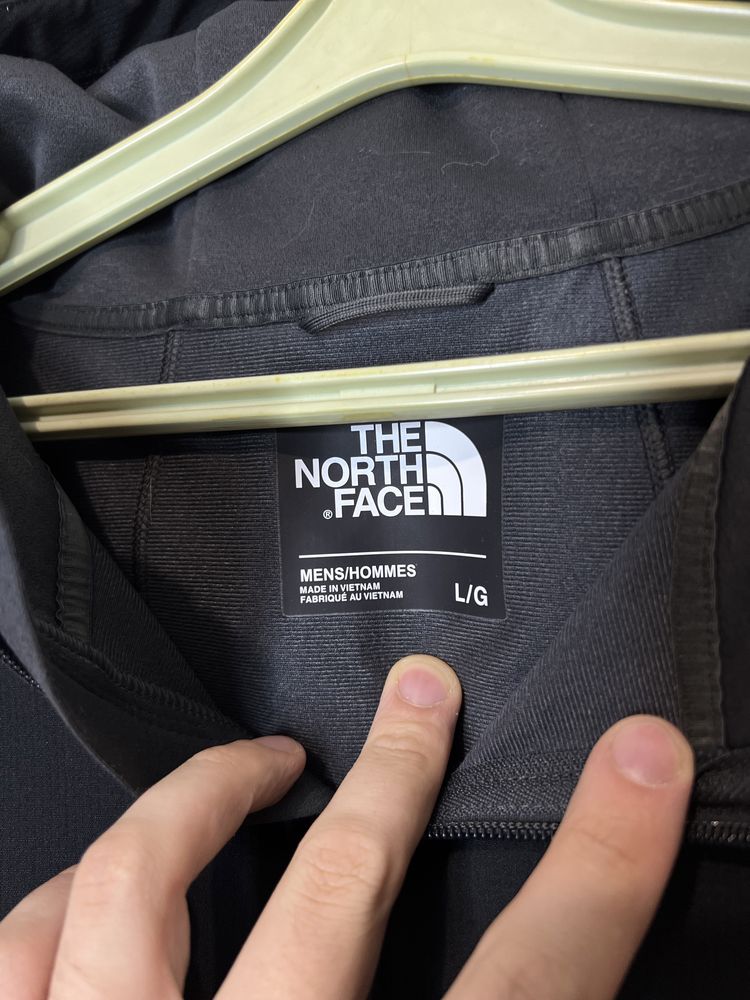 THE
NORTH
® FACE
MENS/HOMMES
MADE IN VIETNAM
FABRIQUÉ AU VIETNAM
L/G